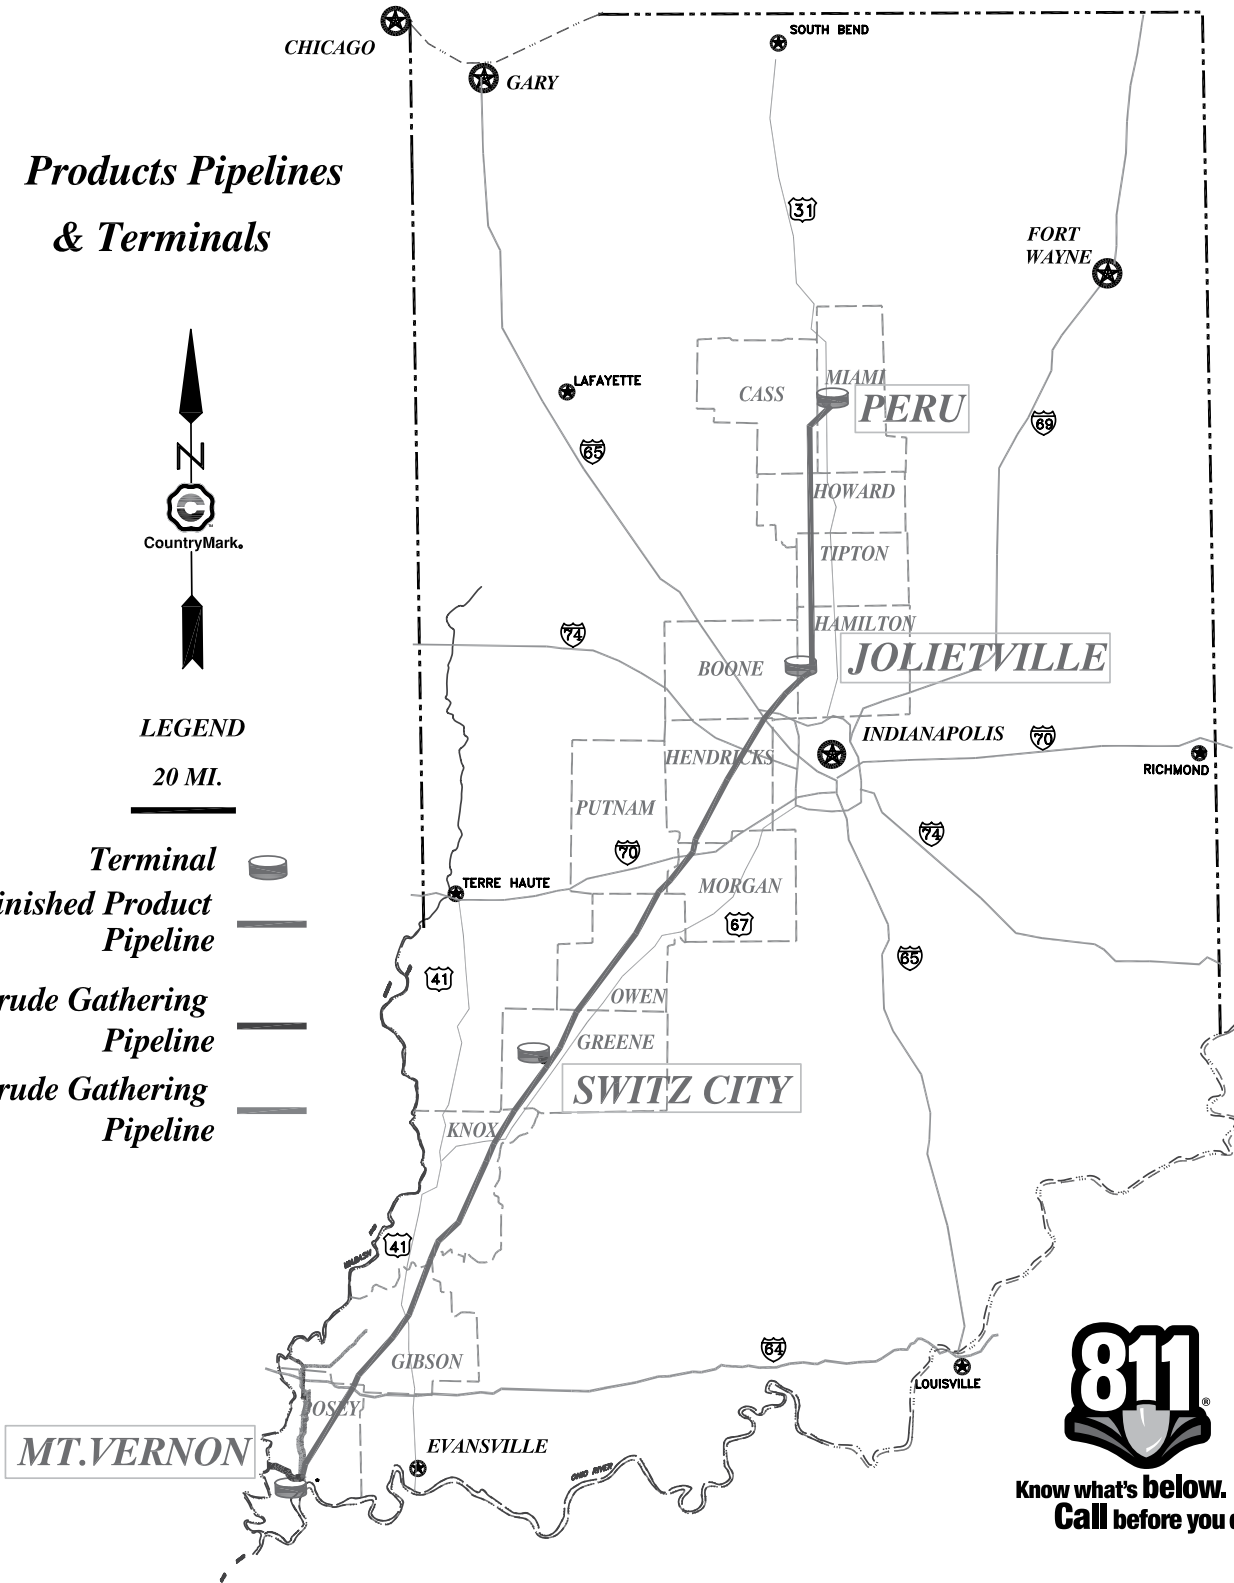 CHICAGO
GARY
SOUTH BEND
Products Pipelines
& Terminals
31
FORT
WAYNE
LAFAYETTE
CASS
MIAMI
PERU
65
69
N
HOWARD
CountryMark®
TIPTON
74
HAMILTON
BOONE
JOLIETVILLE
LEGEND
20 MI.
INDIANAPOLIS
70
HENDRICKS
RICHMOND
PUTNAM
74
Terminal
70
TERRE HAUTE
MORGAN
inished Product
Pipeline
67
65
41
rude Gathering
Pipeline
OWEN
GREENE
rude Gathering
Pipeline
SWITZ CITY
KNOX
41
WABASH
64
GIBSON
LOUISVILLE
POSEY
MT.VERNON
EVANSVILLE
OHIO RIVER
811®
Know what's below.
Call before you d